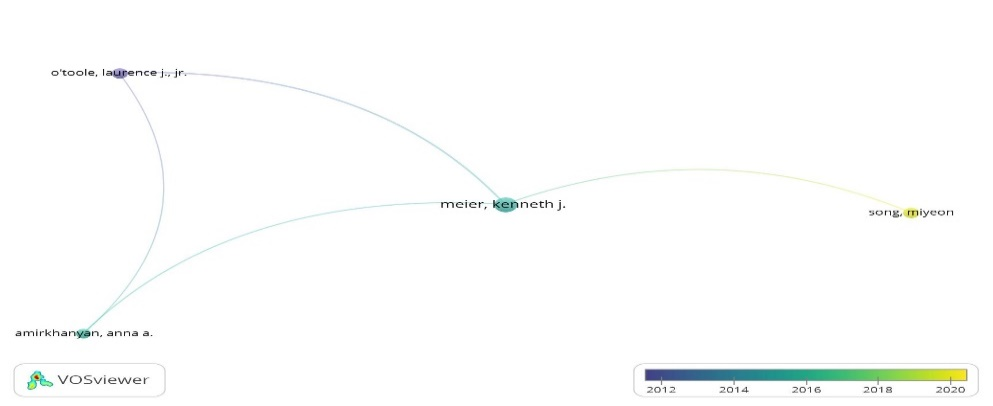 o'toole, laurence j., jr.
meier, kenneth j.
song, miyeon
amirkhanyan, anna a.
VOSviewer
2012 2014 2016 2018 2020